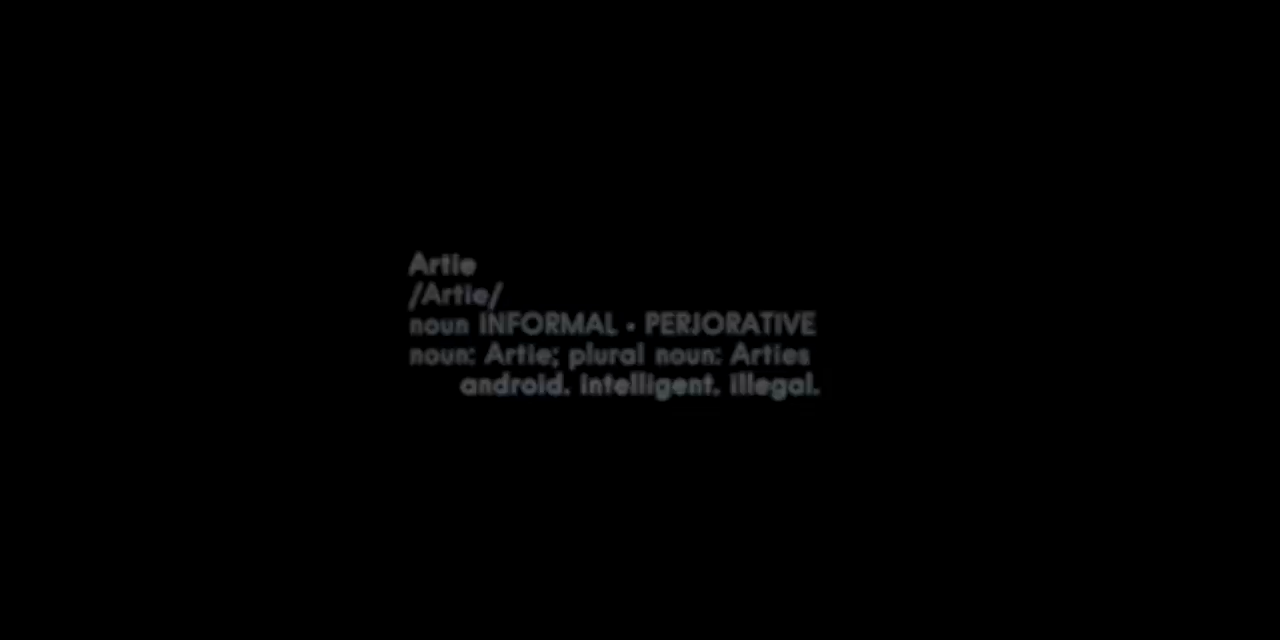 Artie
/Artie/
noun INFORMAL • PERJORATIVE
noun: Artie; plural noun: Arties
android. intelligent. illegal.